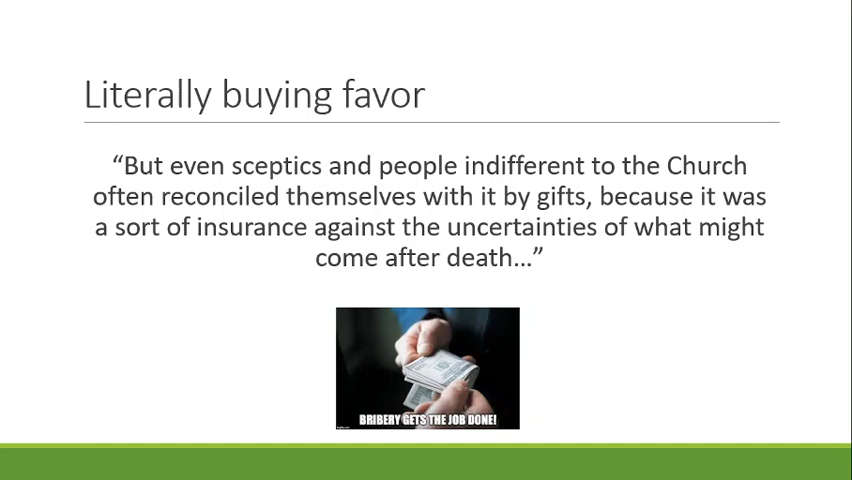 Literally buying favor
“But even sceptics and people indifferent to the Church
often reconciled themselves with it by gifts, because it was
a sort of insurance against the uncertainties of what might
come after death…”
BRIBERY GETS THE JOB DONE!